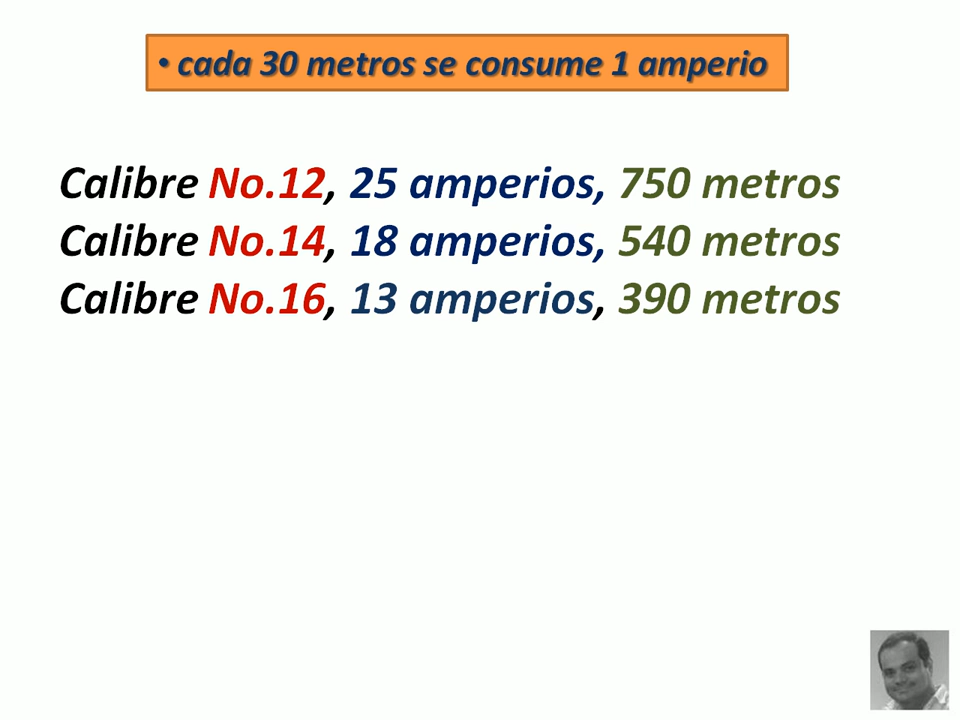 • cada 30 metros se consume 1 amperio
Calibre No.12, 25 amperios, 750 metros
Calibre No.14, 18 amperios, 540 metros
Calibre No.16, 13 amperios, 390 metros